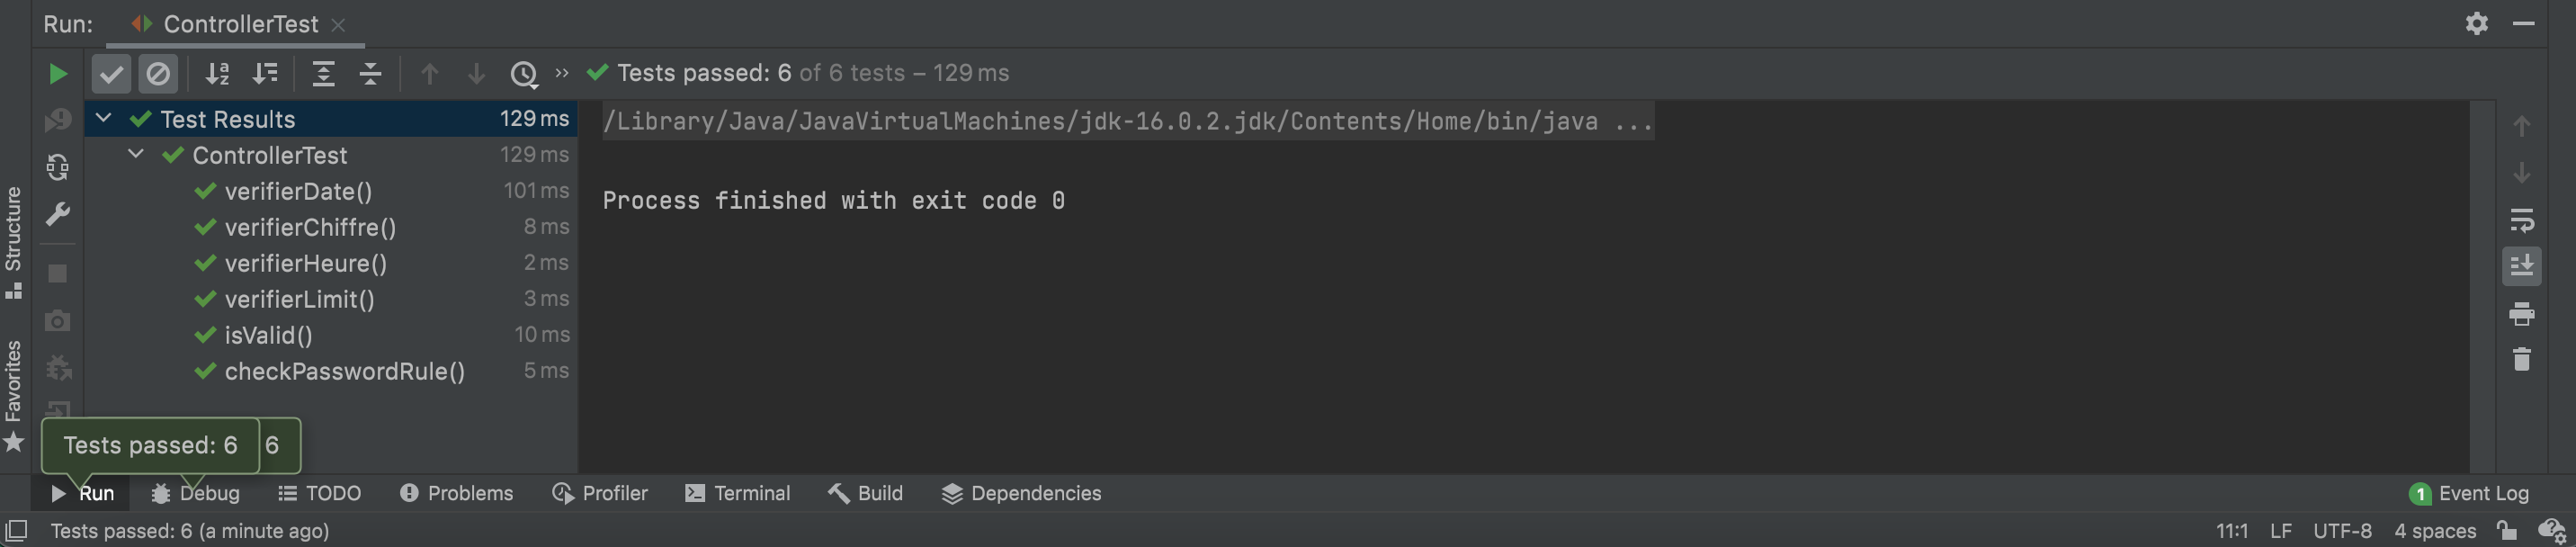 Run: ControllerTest
Tests passed: 6 of 6 tests – 129 ms
Test Results 129 ms
ControllerTest 129 ms
verifierDate() 101 ms
verifierChiffre() 8 ms
verifierHeure() 2 ms
verifierLimit() 3 ms
isValid() 10 ms
checkPasswordRule() 5 ms
/Library/Java/JavaVirtualMachines/jdk-16.0.2.jdk/Contents/Home/bin/java ...
Process finished with exit code 0
Structure
Favorites
Tests passed: 6 6
Run Debug TODO Problems Profiler Terminal Build Dependencies 1 Event Log
Tests passed: 6 (a minute ago) 11:1 LF UTF-8 4 spaces